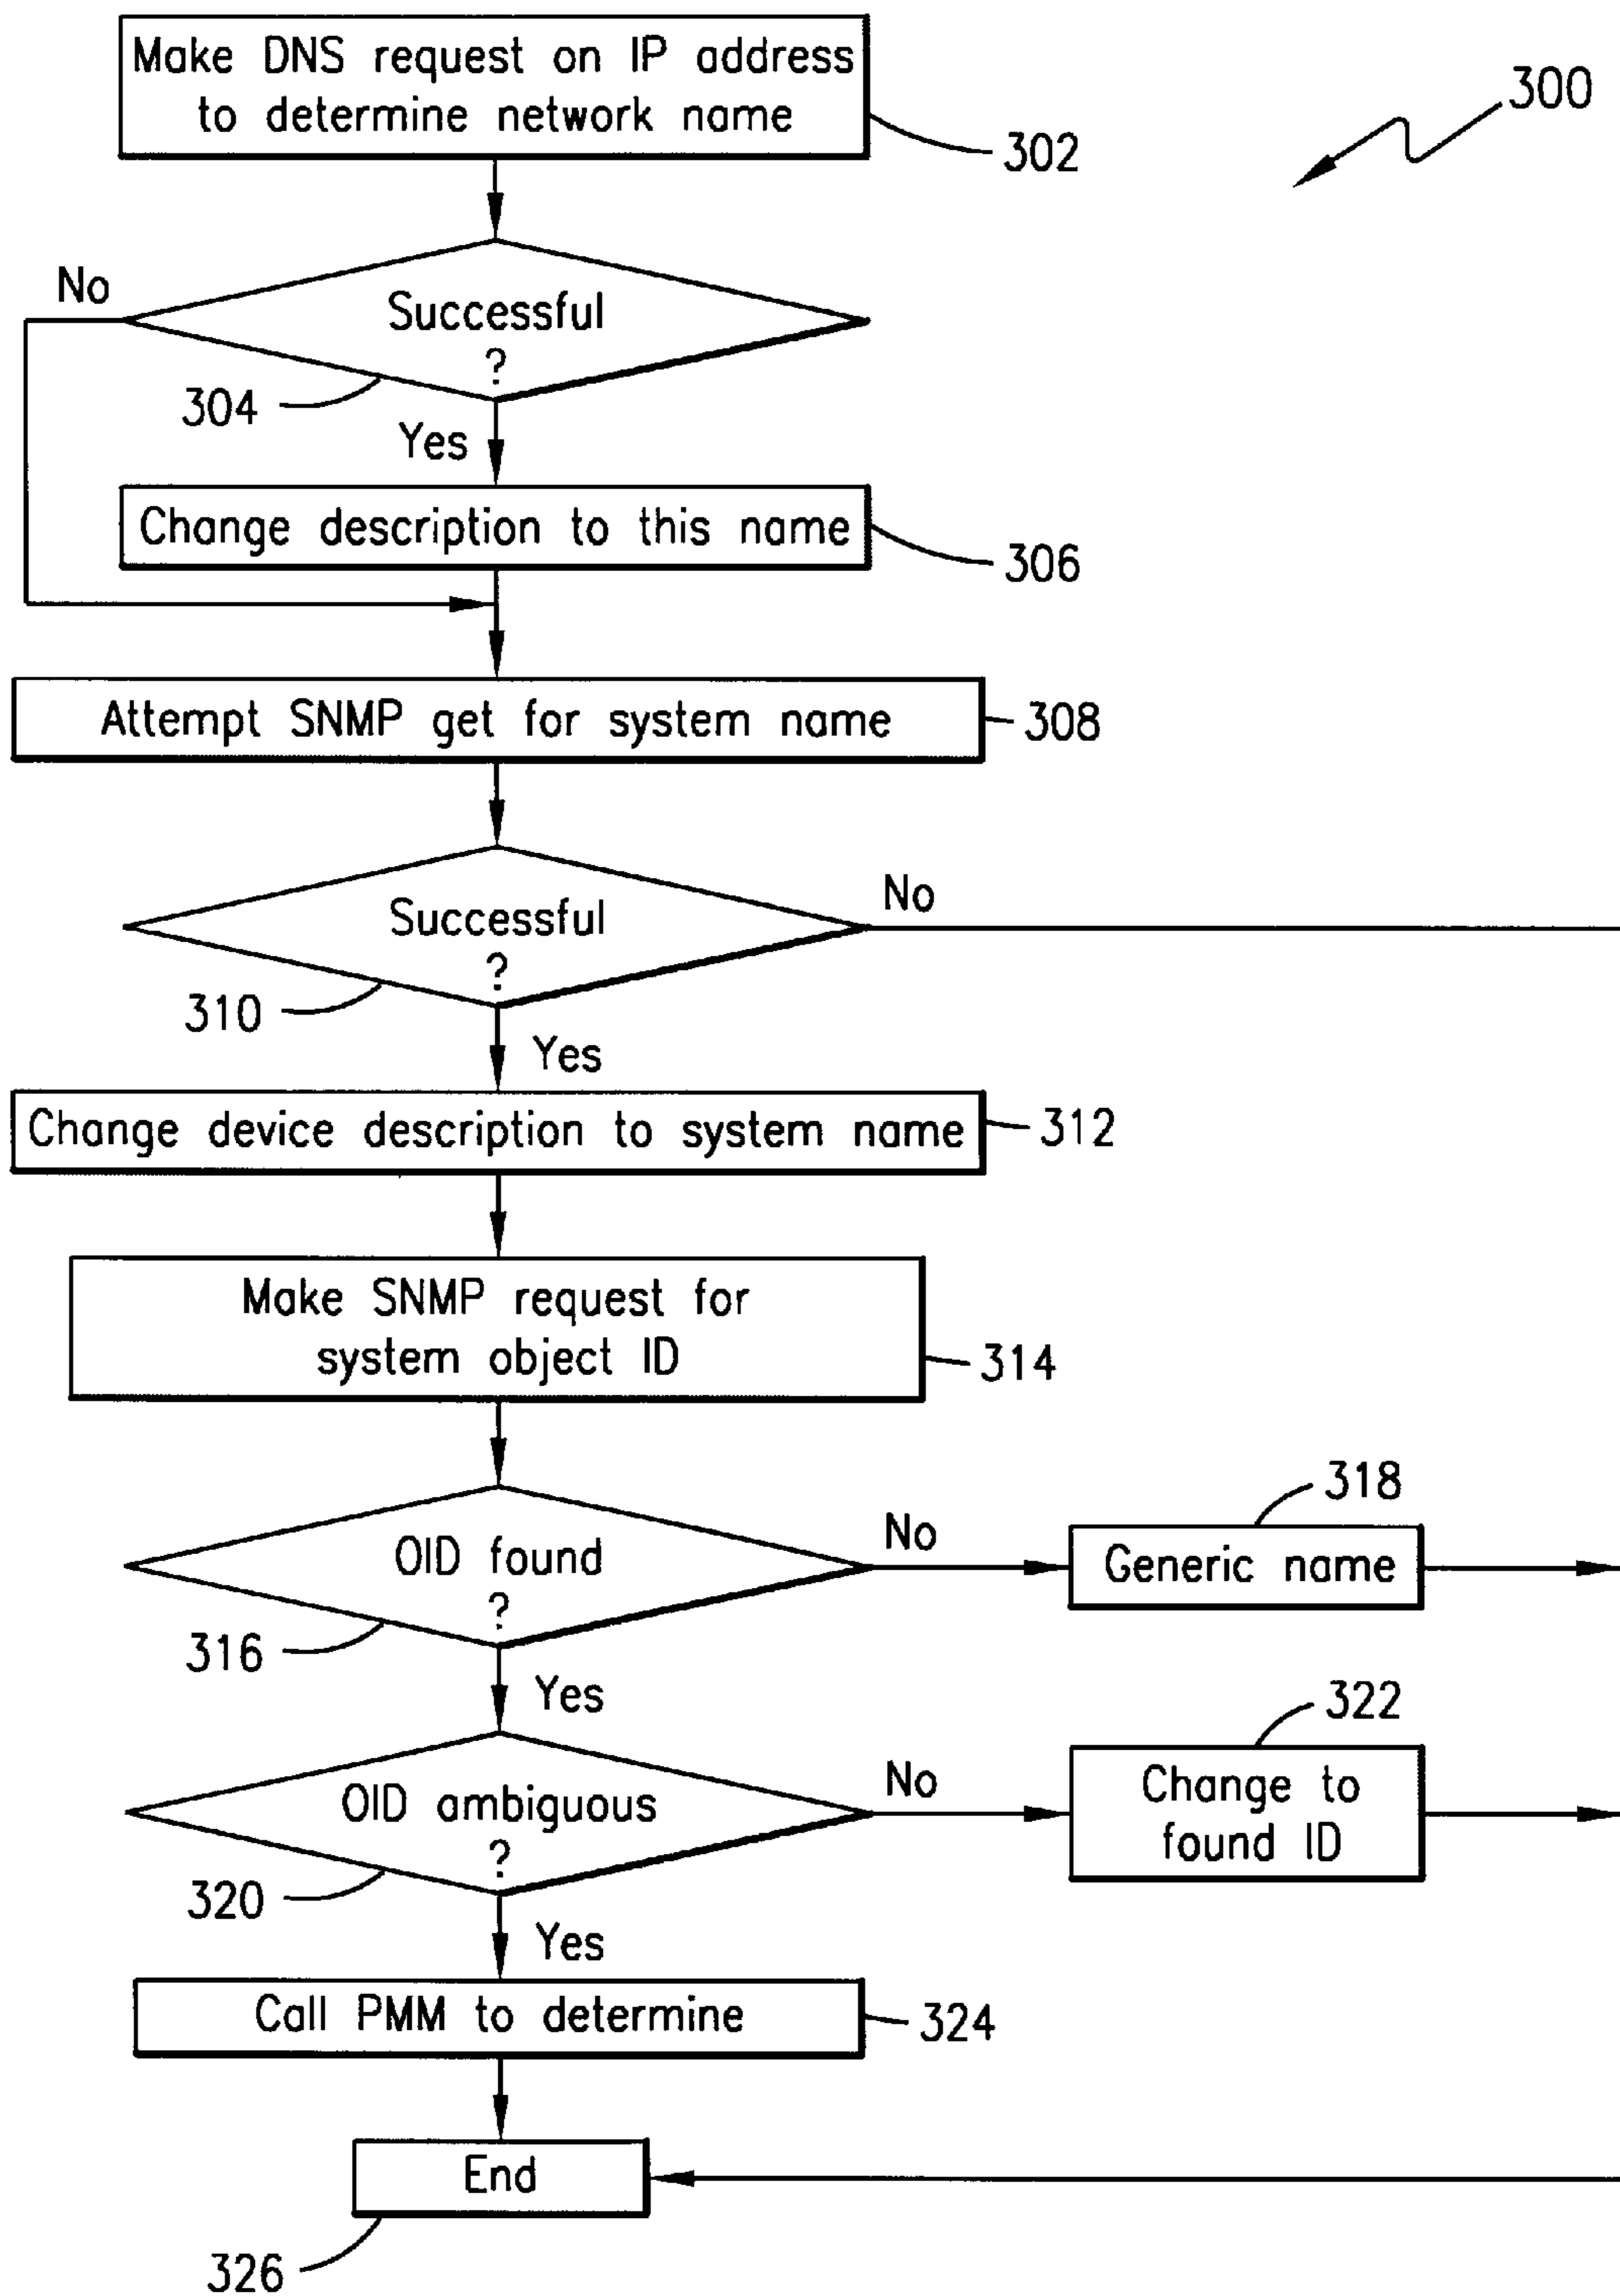 Make DNS request on IP address
to determine network name
300
302
No
Successful
?
304
Yes
Change description to this name
306
Attempt SNMP get for system name
308
No
Successful
?
310
Yes
Change device description to system name
312
Make SNMP request for
system object ID
314
318
OID found
?
No
Generic name
316
Yes
322
OID ambiguous
?
No
Change to
found ID
320
Yes
Call PMM to determine
324
End
326